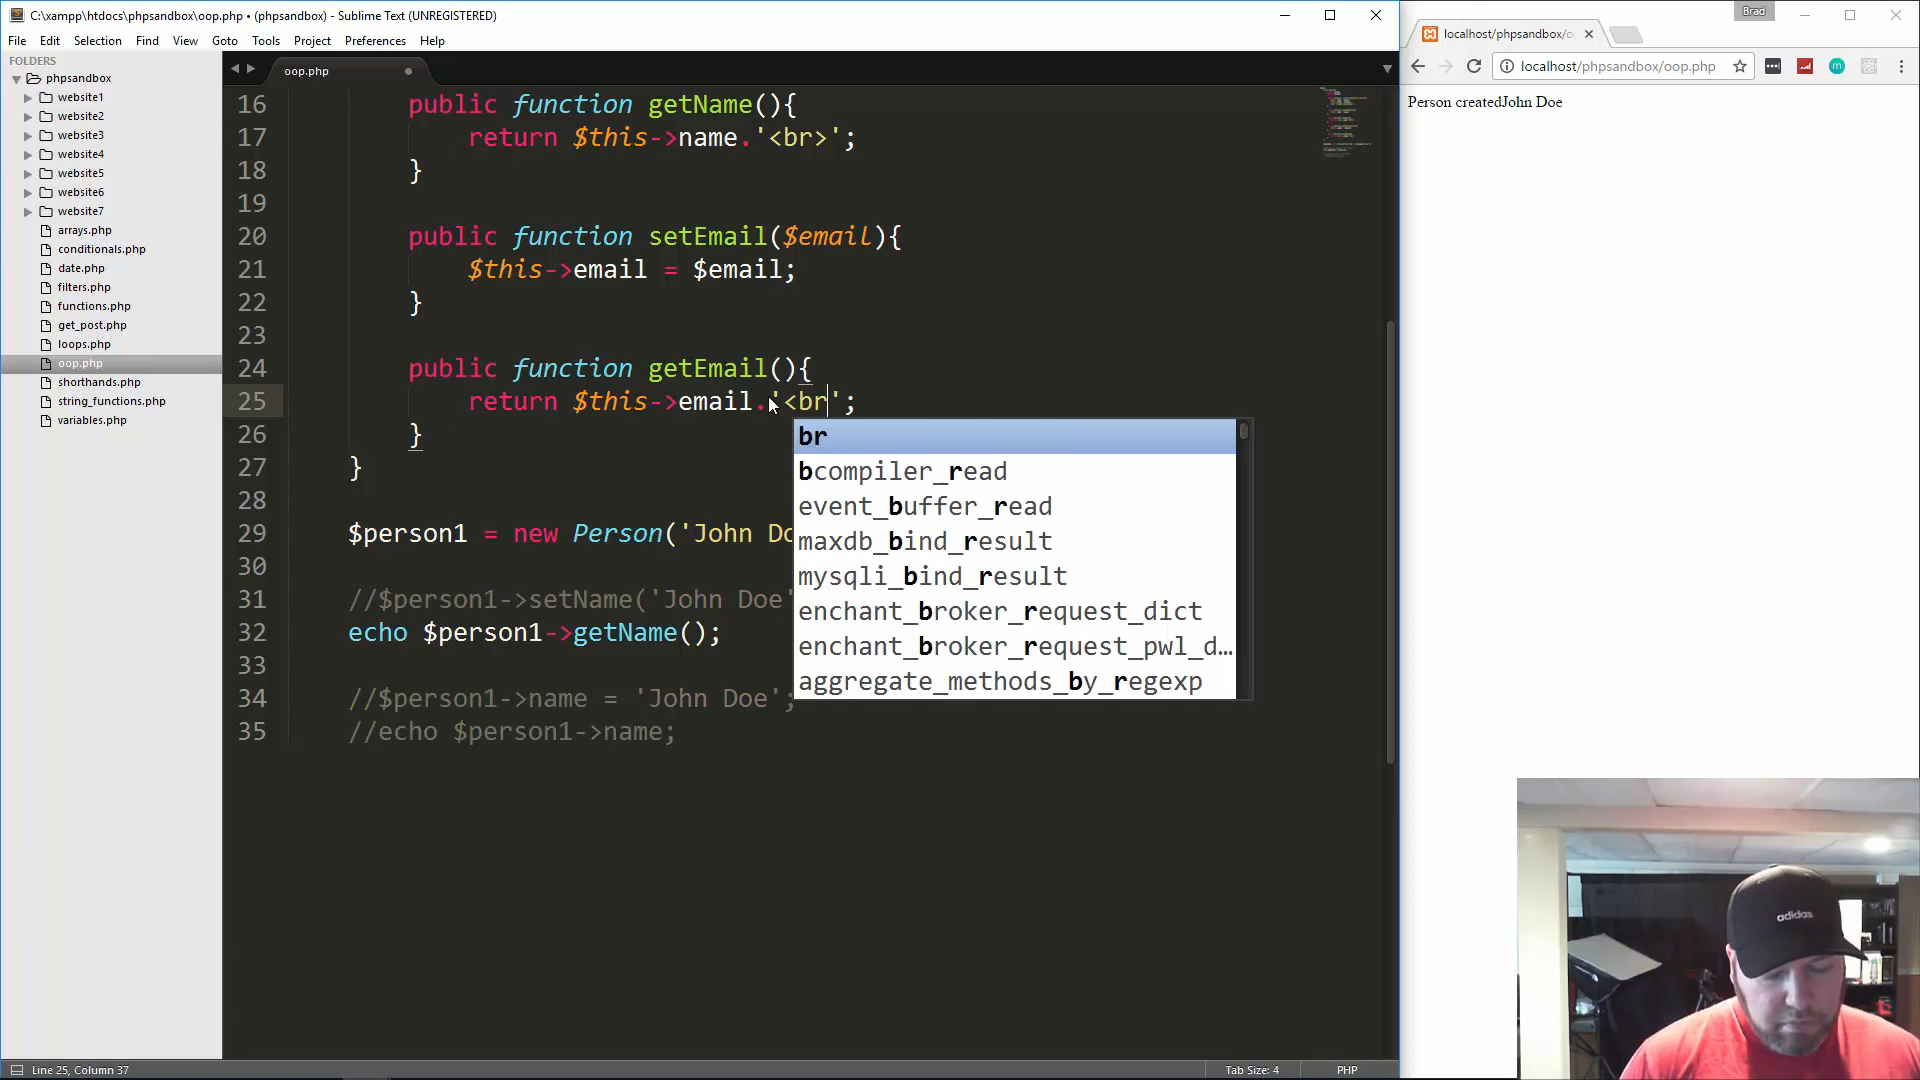 C:\xampp\htdocs\phpsandbox\oop.php • (phpsandbox) - Sublime Text (UNREGISTERED)
File Edit Selection Find View Goto Tools Project Preferences Help
FOLDERS
phpsandbox
website1
website2
website3
website4
website5
website6
website7
arrays.php
conditionals.php
date.php
filters.php
functions.php
get_post.php
loops.php
oop.php
shorthands.php
string_functions.php
variables.php
oop.php
16 public function getName(){
17 return $this->name.'<br>';
18 }
19
20 public function setEmail($email){
21 $this->email = $email;
22 }
23
24 public function getEmail(){
25 return $this->email.'<br';
26 }
27 }
28
29 $person1 = new Person('John Do
30
31 //$person1->setName('John Doe'
32 echo $person1->getName();
33
34 //$person1->name = 'John Doe';
35 //echo $person1->name;
br
bcompiler_read
event_buffer_read
maxdb_bind_result
mysqli_bind_result
enchant_broker_request_dict
enchant_broker_request_pwl_d...
aggregate_methods_by_regexp
Line 25, Column 37
Tab Size: 4
PHP
Brad
localhost/phpsandbox/o
localhost/phpsandbox/oop.php
Person createdJohn Doe
adidas